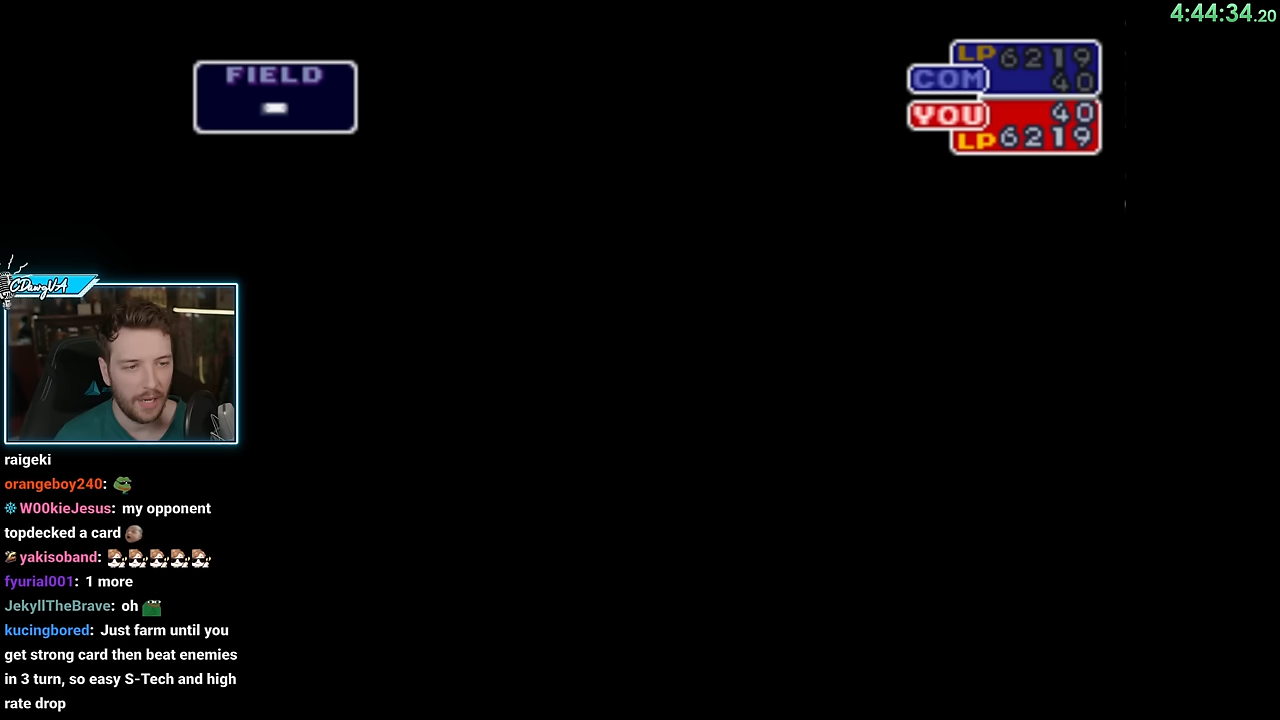 4:44:34.20
FIELD
LP 6219
COM 40
YOU 40
LP 6219
CDawgVA
raigeki
orangeboy240:
W00kieJesus: my opponent
topdecked a card
yakisoband:
fyurial001: 1 more
JekyllTheBrave: oh
kucingbored: Just farm until you
get strong card then beat enemies
in 3 turn, so easy S-Tech and high
rate drop